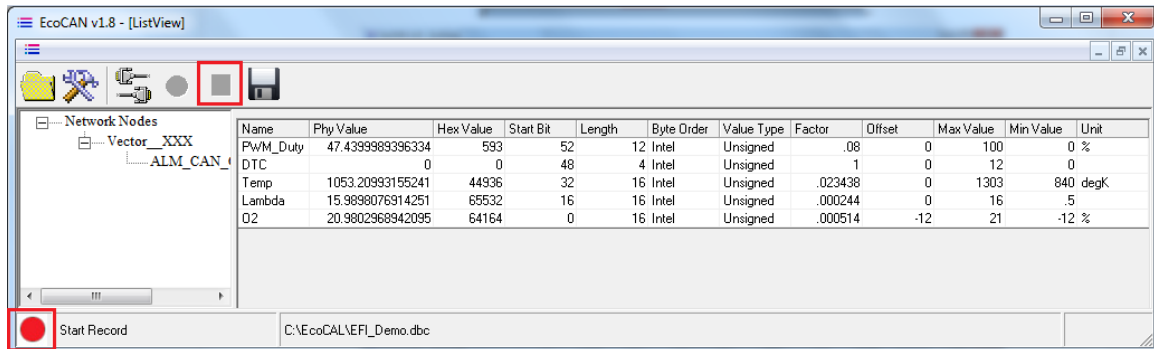 EcoCAN v1.8 - [ListView]
Network Nodes
Vector__XXX
ALM_CAN_
Name Phy Value Hex Value Start Bit Length Byte Order Value Type Factor Offset Max Value Min Value Unit
PWM_Duty 47.4399989396334 593 52 12 Intel Unsigned .08 0 100 0 %
DTC 0 0 48 4 Intel Unsigned 1 0 12 0
Temp 1053.20993155241 44936 32 16 Intel Unsigned .023438 0 1303 840 degK
Lambda 15.9898076914251 65532 16 16 Intel Unsigned .000244 0 16 .5
O2 20.9802968942095 64164 0 16 Intel Unsigned .000514 -12 21 -12 %
Start Record C:\EcoCAL\EFI_Demo.dbc